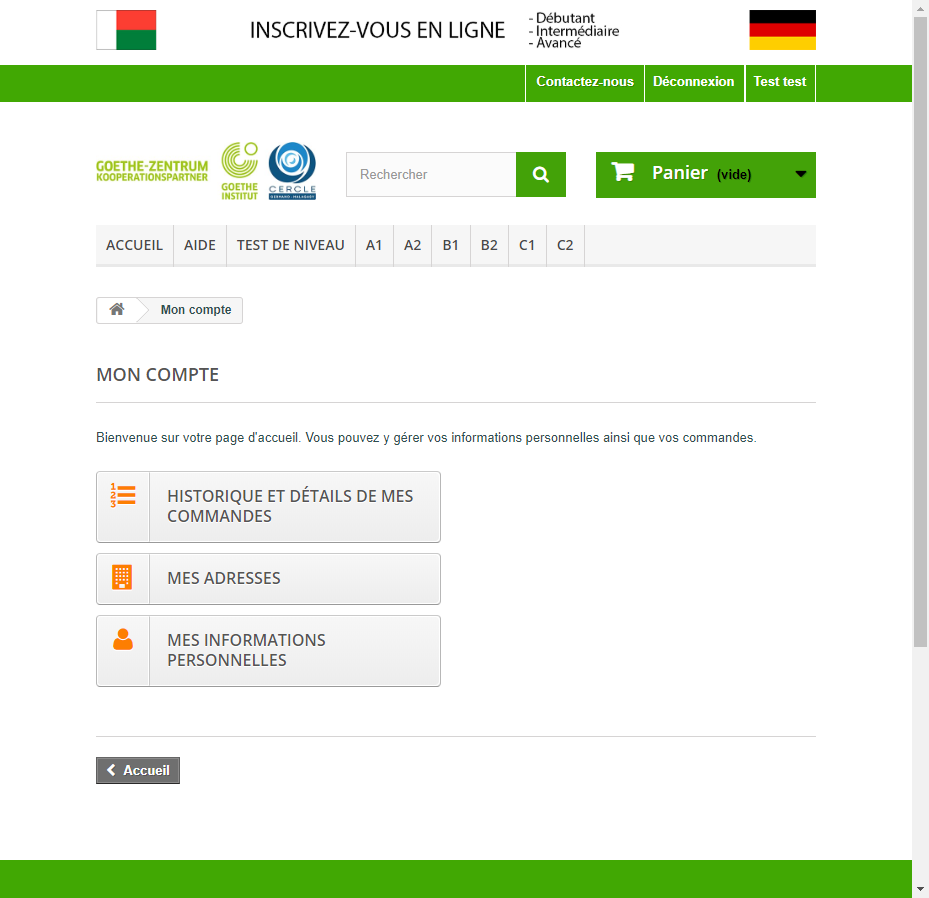 INSCRIVEZ-VOUS EN LIGNE
- Débutant
- Intermédiaire
- Avancé
Contactez-nous
Déconnexion
Test test
GOETHE-ZENTRUM
KOOPERATIONSPARTNER
GOETHE
INSTITUT
CERCLE
Rechercher
Panier (vide)
ACCUEIL
AIDE
TEST DE NIVEAU
A1
A2
B1
B2
C1
C2
Mon compte
MON COMPTE
Bienvenue sur votre page d'accueil. Vous pouvez y gérer vos informations personnelles ainsi que vos commandes.
1
2
3
HISTORIQUE ET DÉTAILS DE MES
COMMANDES
MES ADRESSES
MES INFORMATIONS
PERSONNELLES
Accueil